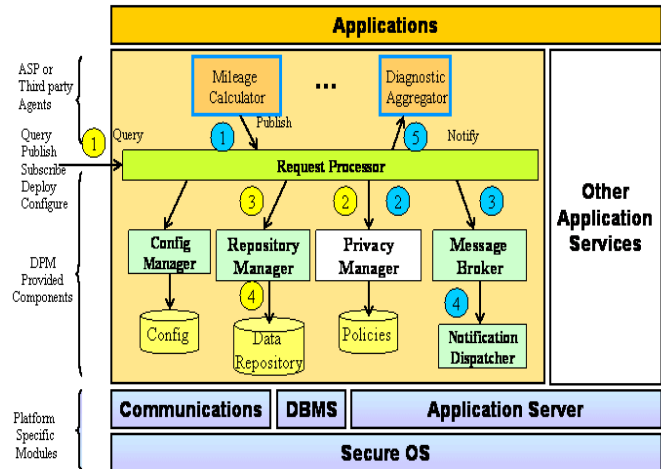 Applications
ASP or
Third party
Agents
Mileage
Calculator
...
Diagnostic
Aggregator
Query
Publish
Subscribe
Deploy
Configure
1
Query
1
Publish
5
Notify
Request Processor
3
2
2
3
Other
Application
Services
Config
Manager
Repository
Manager
Privacy
Manager
Message
Broker
DPM
Provided
Components
4
4
Config
Data
Repository
Policies
Notification
Dispatcher
Platform
Specific
Modules
Communications
DBMS
Application Server
Secure OS